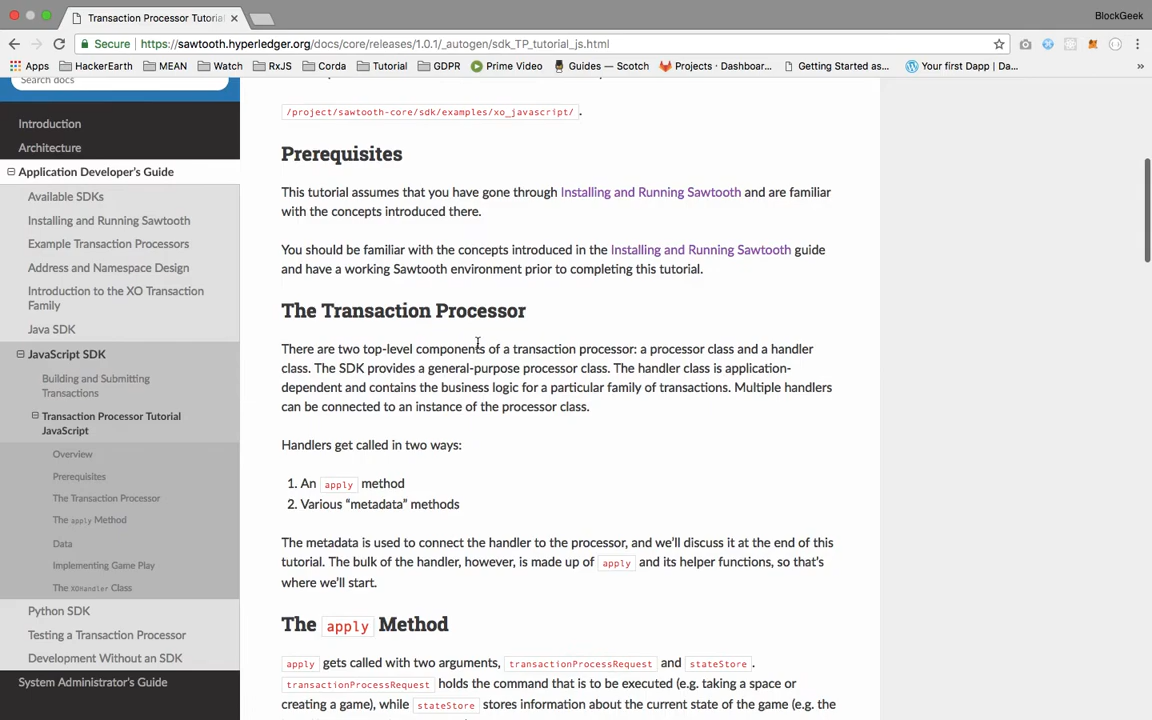 Transaction Processor Tutorial
BlockGeek
Secure https://sawtooth.hyperledger.org/docs/core/releases/1.0.1/_autogen/sdk_TP_tutorial_js.html
Apps HackerEarth MEAN Watch RxJS Corda Tutorial GDPR Prime Video Guides — Scotch Projects · Dashboar... Getting Started as... Your first Dapp | Da... »
Search docs
Introduction
Architecture
Application Developer's Guide
Available SDKs
Installing and Running Sawtooth
Example Transaction Processors
Address and Namespace Design
Introduction to the XO Transaction
Family
Java SDK
JavaScript SDK
Building and Submitting
Transactions
Transaction Processor Tutorial
JavaScript
Overview
Prerequisites
The Transaction Processor
The apply Method
Data
Implementing Game Play
The XOHandler Class
Python SDK
Testing a Transaction Processor
Development Without an SDK
System Administrator's Guide
/project/sawtooth-core/sdk/examples/xo_javascript/ .
Prerequisites
This tutorial assumes that you have gone through Installing and Running Sawtooth and are familiar
with the concepts introduced there.
You should be familiar with the concepts introduced in the Installing and Running Sawtooth guide
and have a working Sawtooth environment prior to completing this tutorial.
The Transaction Processor
There are two top-level components of a transaction processor: a processor class and a handler
class. The SDK provides a general-purpose processor class. The handler class is application-
dependent and contains the business logic for a particular family of transactions. Multiple handlers
can be connected to an instance of the processor class.
Handlers get called in two ways:
1. An apply method
2. Various “metadata” methods
The metadata is used to connect the handler to the processor, and we'll discuss it at the end of this
tutorial. The bulk of the handler, however, is made up of apply and its helper functions, so that's
where we'll start.
The apply Method
apply gets called with two arguments, transactionProcessRequest and stateStore .
transactionProcessRequest holds the command that is to be executed (e.g. taking a space or
creating a game), while stateStore stores information about the current state of the game (e.g. the